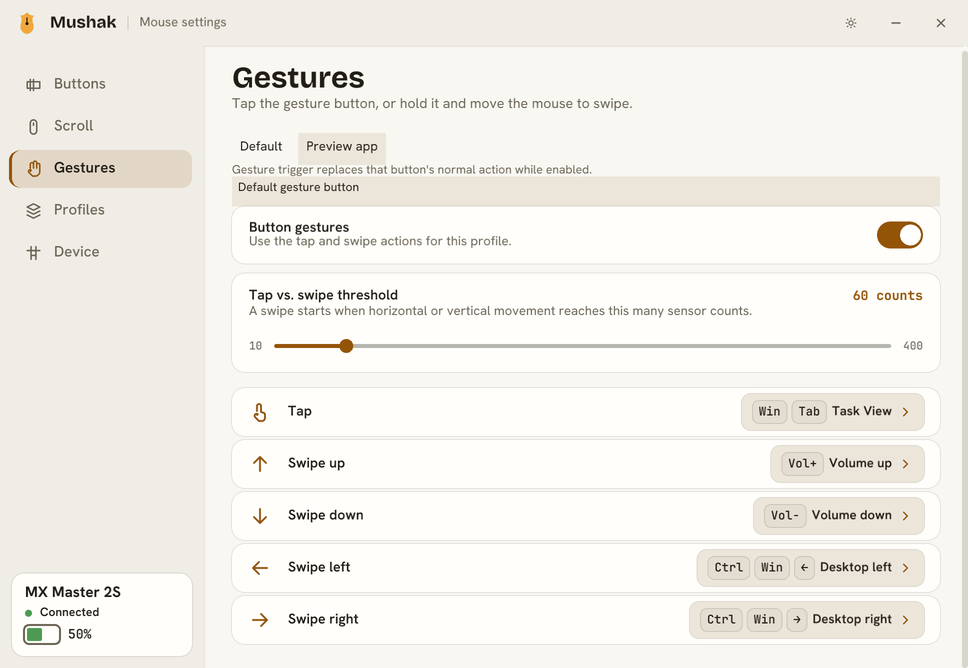 Mushak | Mouse settings
Buttons
Scroll
Gestures
Profiles
Device
MX Master 2S
Connected
50%
Gestures
Tap the gesture button, or hold it and move the mouse to swipe.
Default Preview app
Gesture trigger replaces that button's normal action while enabled.
Default gesture button
Button gestures
Use the tap and swipe actions for this profile.
Tap vs. swipe threshold 60 counts
A swipe starts when horizontal or vertical movement reaches this many sensor counts.
10 400
Tap Win Tab Task View
Swipe up Vol+ Volume up
Swipe down Vol- Volume down
Swipe left Ctrl Win ← Desktop left
Swipe right Ctrl Win → Desktop right